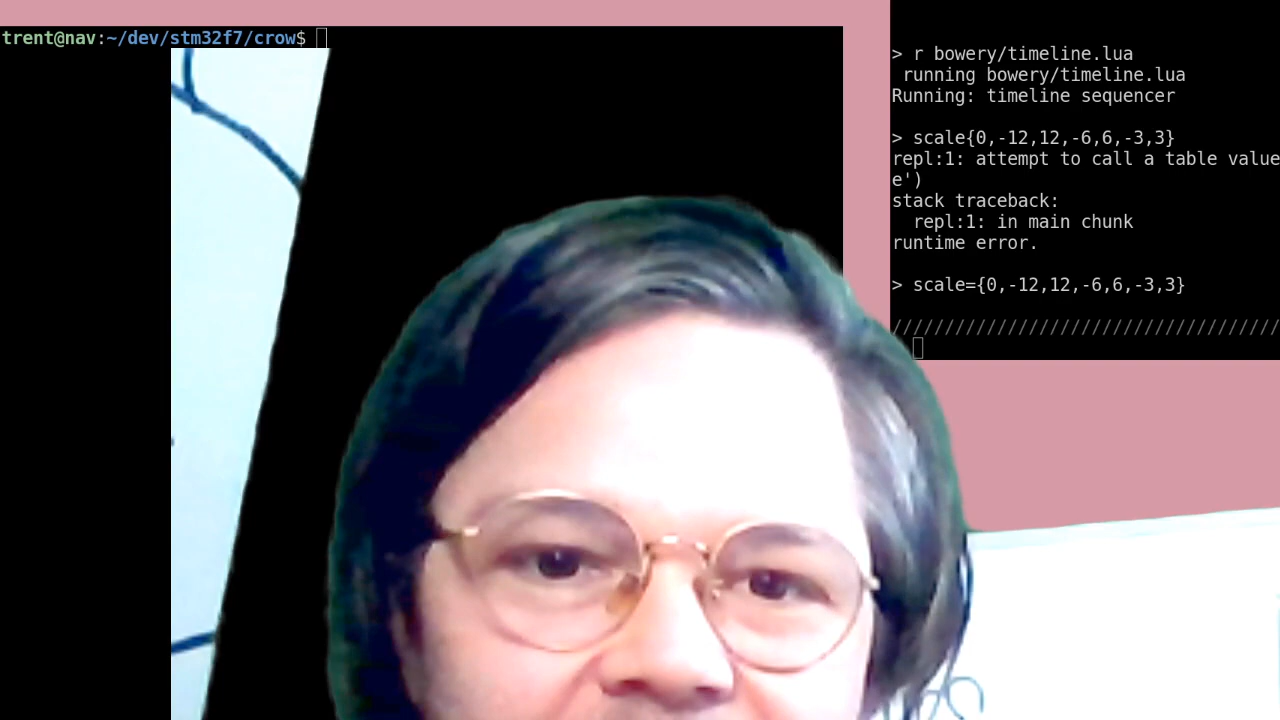 trent@nav:~/dev/stm32f7/crow$
> r bowery/timeline.lua
running bowery/timeline.lua
Running: timeline sequencer
> scale{0,-12,12,-6,6,-3,3}
repl:1: attempt to call a table value
e')
stack traceback:
repl:1: in main chunk
runtime error.
> scale={0,-12,12,-6,6,-3,3}
/////////////////////////////////////